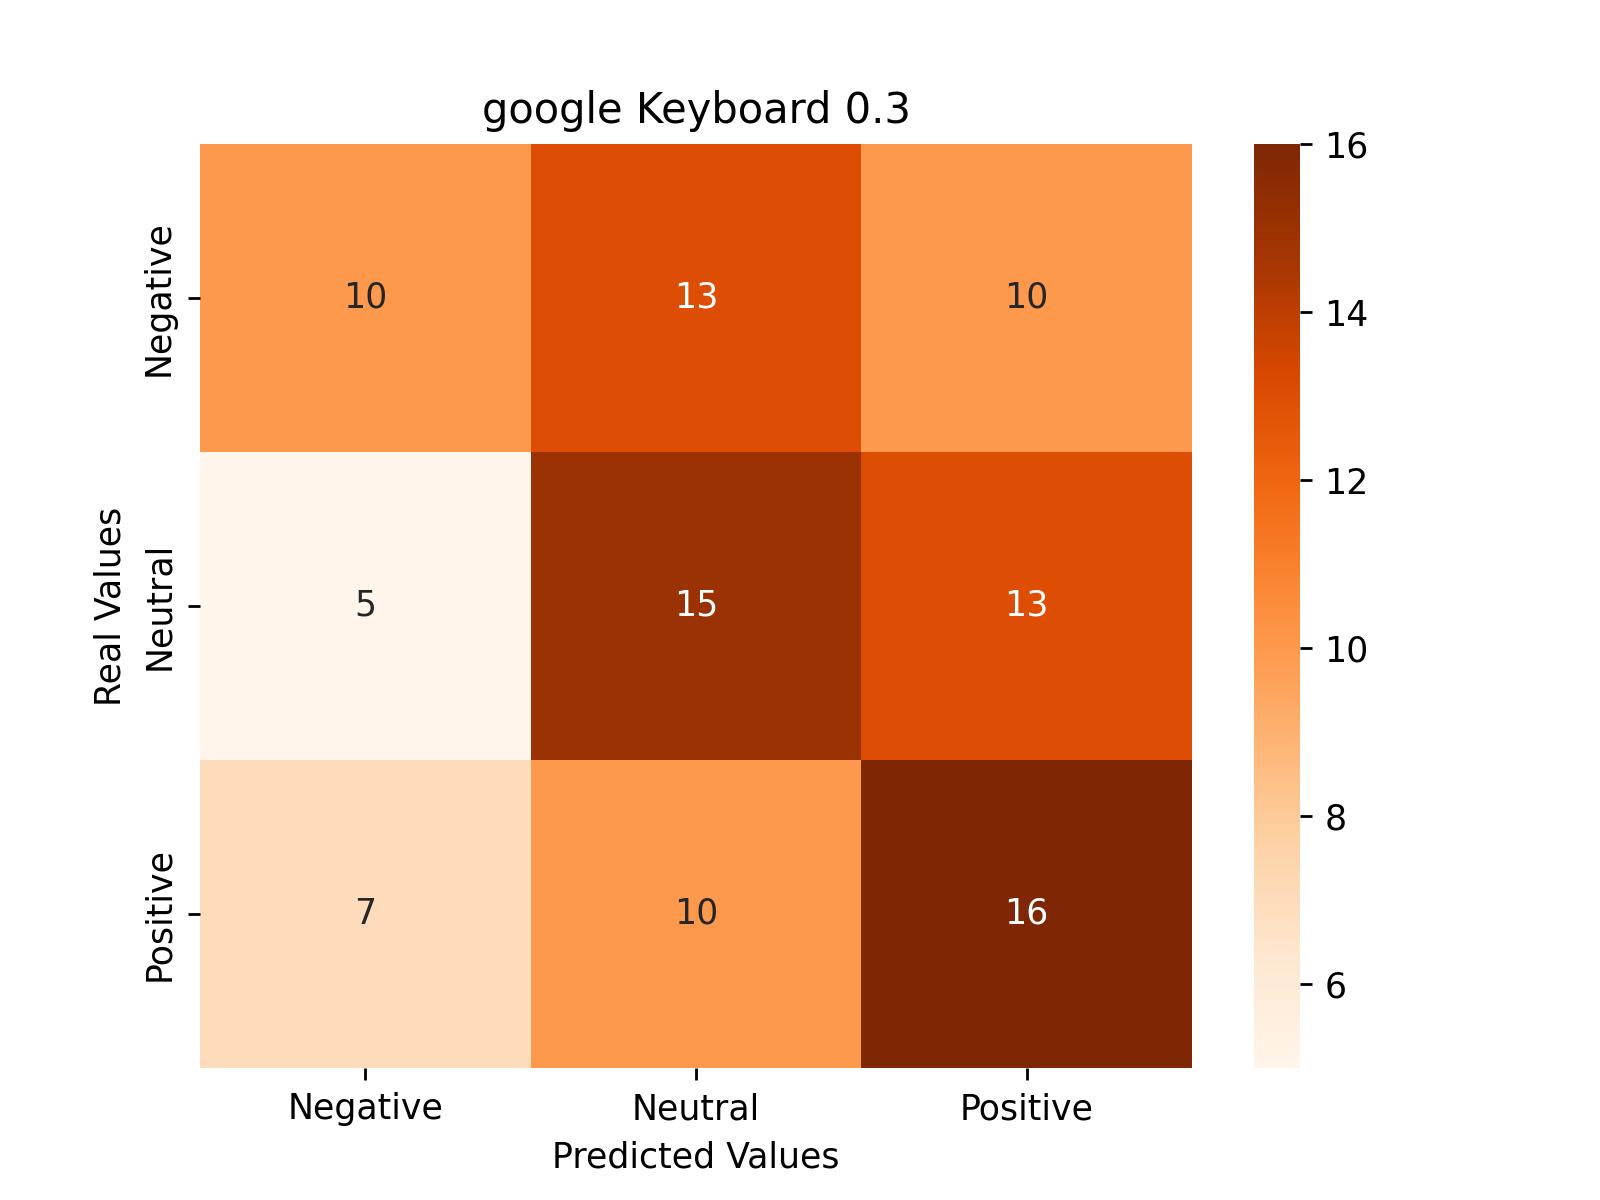 google Keyboard 0.3
Real Values
Negative
10 13 10
Neutral
5 15 13
Positive
7 10 16
Negative Neutral Positive
Predicted Values
16
14
12
10
8
6